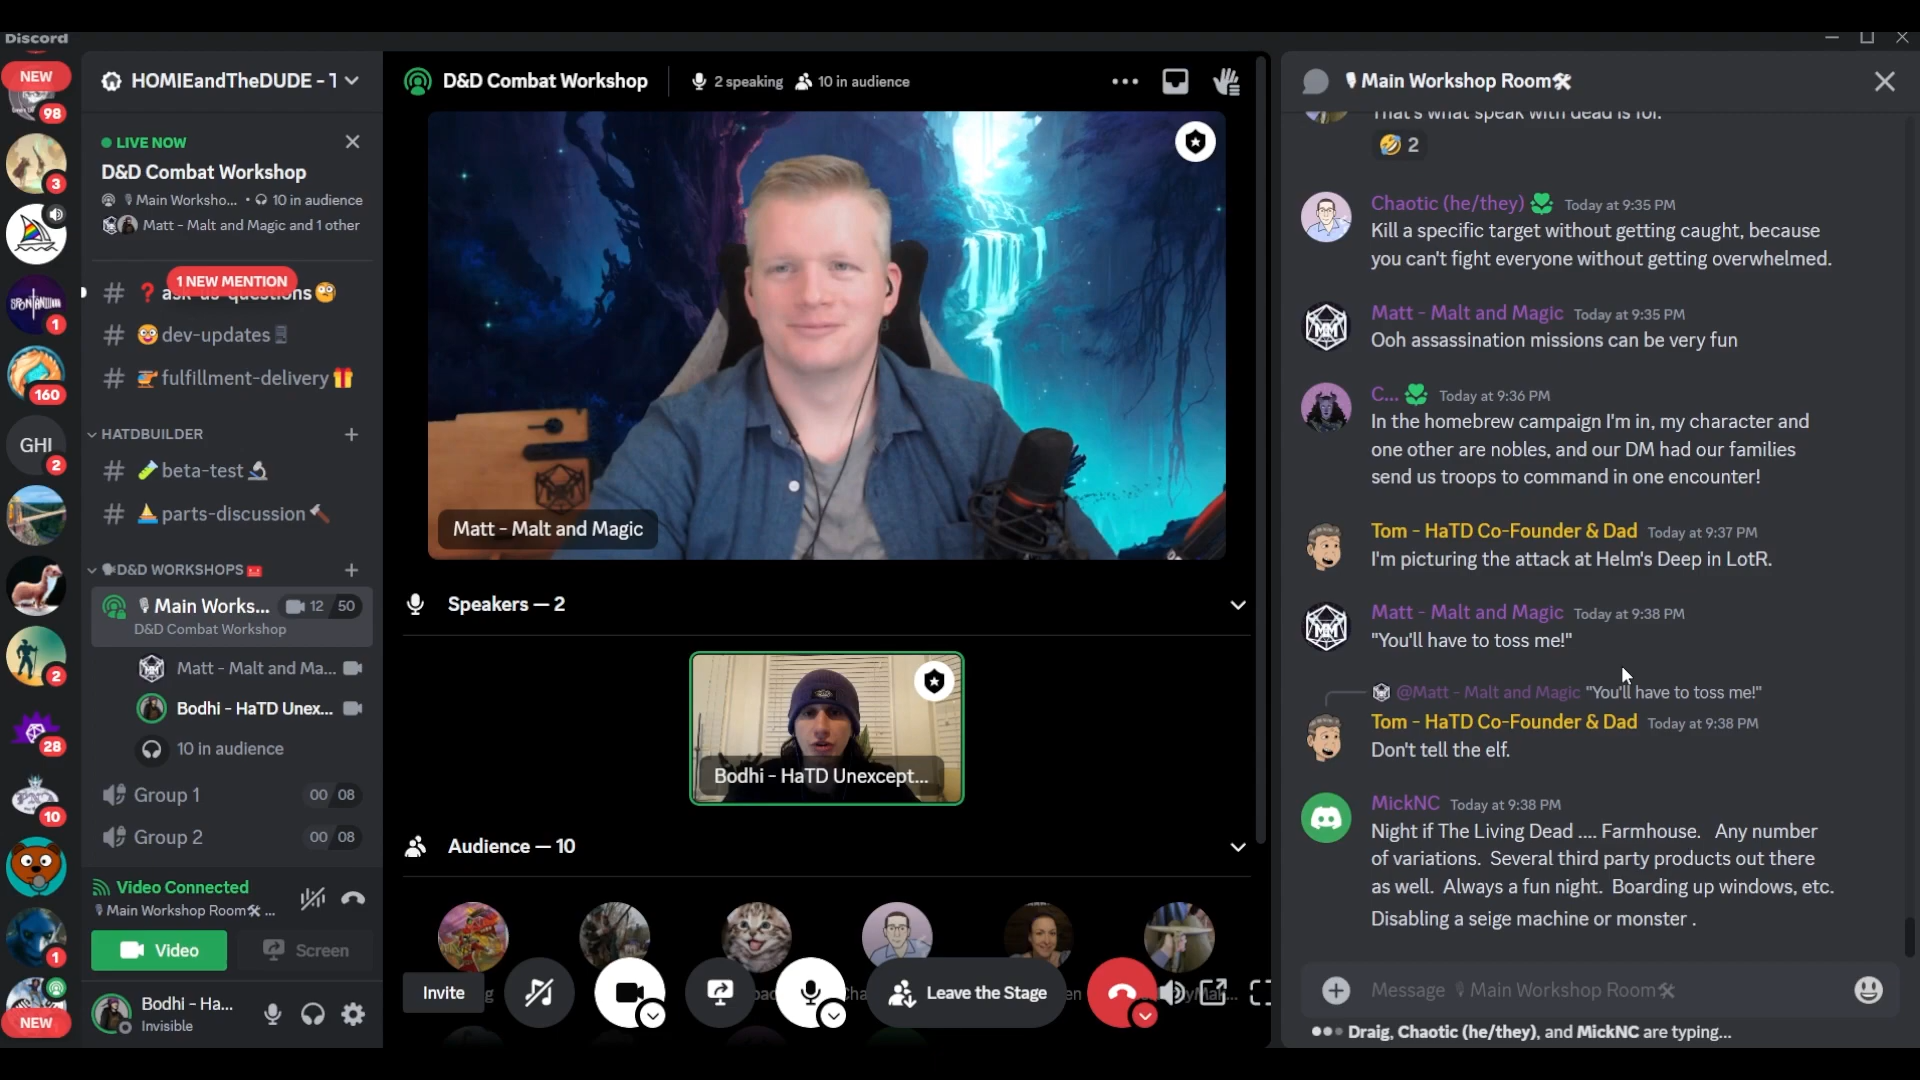 Discord
NEW
98
3
1
160
GHI
2
2
28
10
1
NEW
HOMIEandTheDUDE - T
LIVE NOW
D&D Combat Workshop
Main Worksho... • 10 in audience
Matt - Malt and Magic and 1 other
1 NEW MENTION
# ❓ ask-us-questions🧐
# dev-updates
# fulfillment-delivery🎁
HATDBUILDER
# 🧪beta-test🔬
# ⛵parts-discussion🔨
D&D WORKSHOPS
🎙Main Works... 12 50
D&D Combat Workshop
Matt - Malt and Ma...
Bodhi - HaTD Unex...
10 in audience
Group 1 00 08
Group 2 00 08
Video Connected
🎙Main Workshop Room🛠 ...
Video
Screen
Bodhi - Ha...
Invisible
D&D Combat Workshop
2 speaking 10 in audience
Matt - Malt and Magic
Speakers — 2
Bodhi - HaTD Unexcept...
Audience — 10
Invite
Leave the Stage
🎙Main Workshop Room🛠
That's what speak with dead is for.
🤣 2
Chaotic (he/they) Today at 9:35 PM
Kill a specific target without getting caught, because
you can't fight everyone without getting overwhelmed.
Matt - Malt and Magic Today at 9:35 PM
Ooh assassination missions can be very fun
C... Today at 9:36 PM
In the homebrew campaign I'm in, my character and
one other are nobles, and our DM had our families
send us troops to command in one encounter!
Tom - HaTD Co-Founder & Dad Today at 9:37 PM
I'm picturing the attack at Helm's Deep in LotR.
Matt - Malt and Magic Today at 9:38 PM
"You'll have to toss me!"
@Matt - Malt and Magic "You'll have to toss me!"
Tom - HaTD Co-Founder & Dad Today at 9:38 PM
Don't tell the elf.
MickNC Today at 9:38 PM
Night if The Living Dead .... Farmhouse. Any number
of variations. Several third party products out there
as well. Always a fun night. Boarding up windows, etc.
Disabling a seige machine or monster .
Message 🎙Main Workshop Room🛠
Draig, Chaotic (he/they), and MickNC are typing...